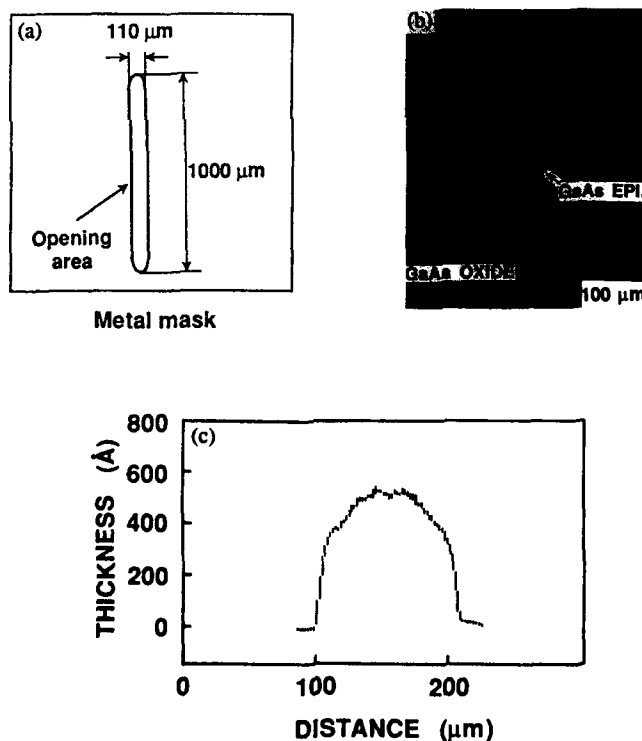 (a)
110 μm
1000 μm
Opening
area
Metal mask
(b)
GaAs EPI.
GaAs OXIDE
100 μm
(c)
800
600
400
200
0
THICKNESS (Å)
0
100
200
DISTANCE (μm)